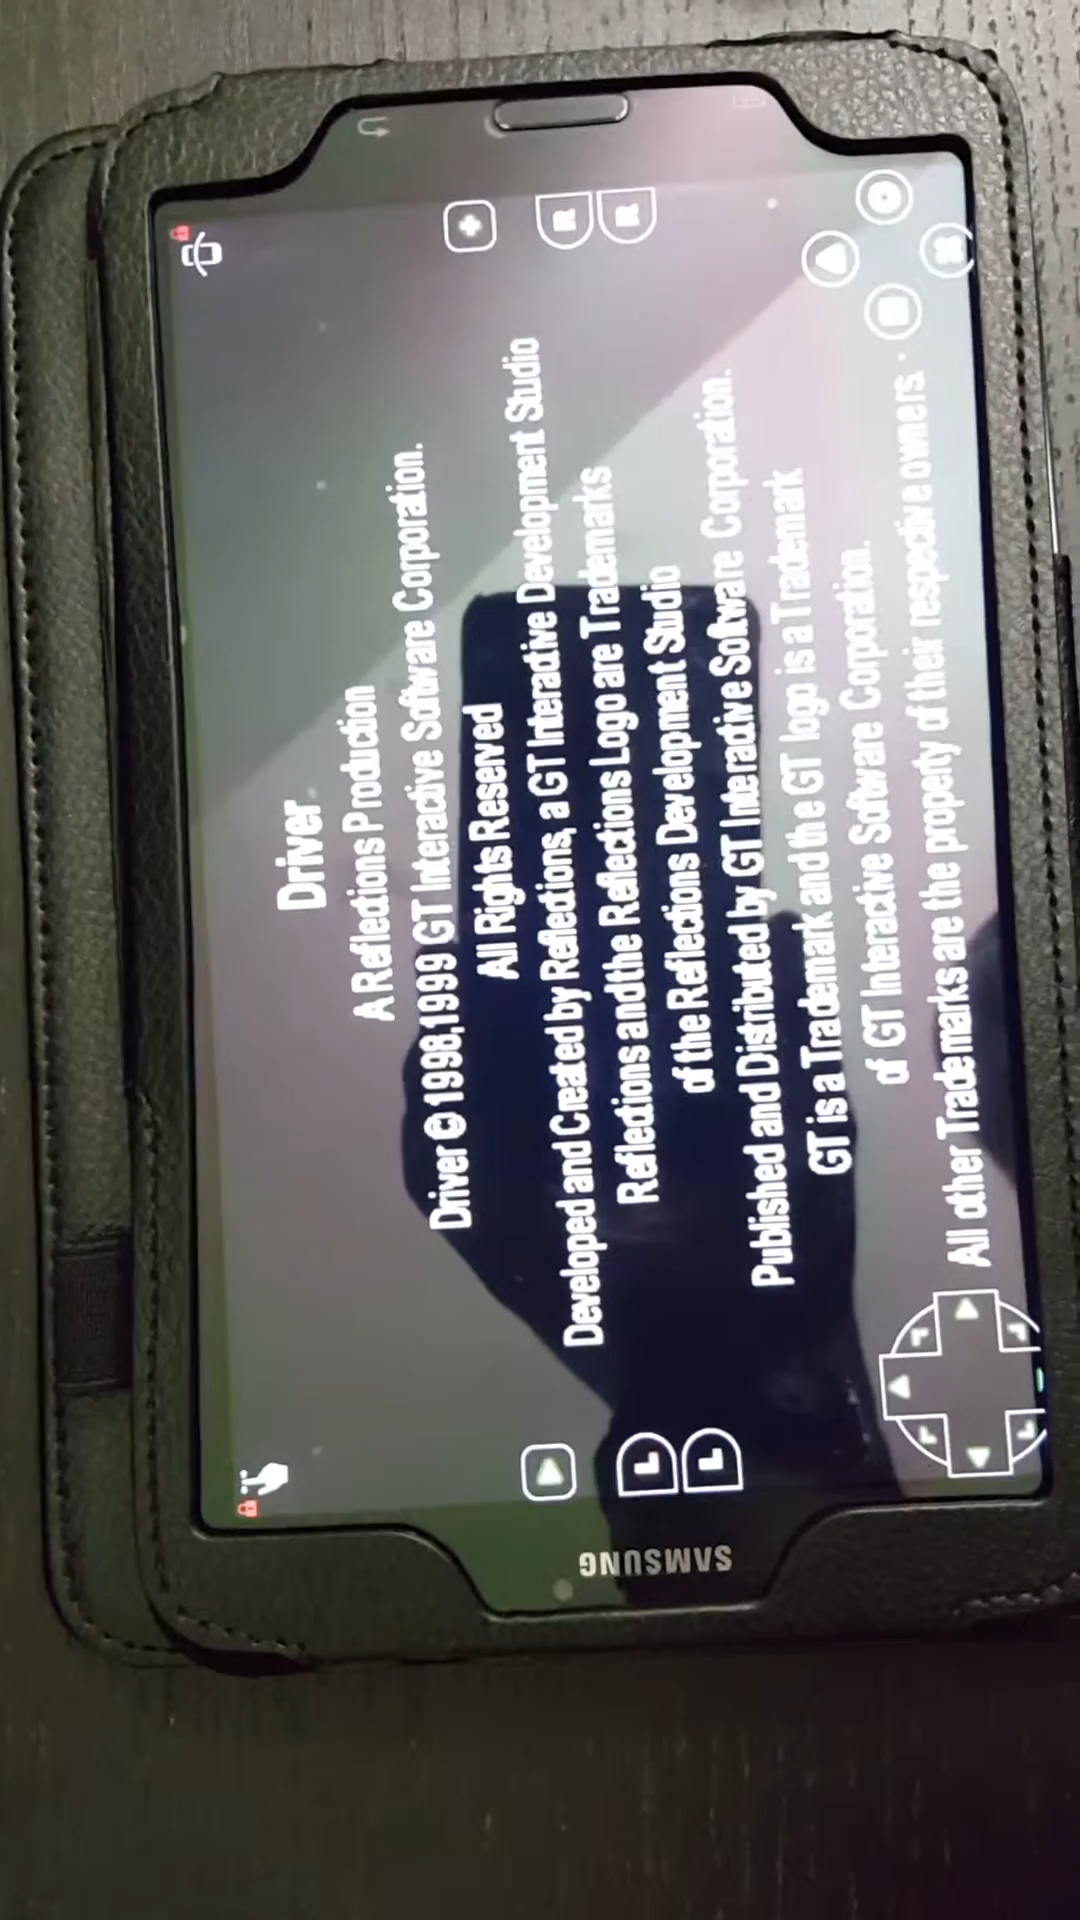 Driver
A Reflections Production
Driver © 1998,1999 GT Interactive Software Corporation.
All Rights Reserved
Developed and Created by Reflections, a GT Interactive Development Studio
Reflections and the Reflections Logo are Trademarks
of the Reflections Development Studio
Published and Distributed by GT Interactive Software Corporation.
GT is a Trademark and the GT logo is a Trademark
of GT Interactive Software Corporation.
All other Trademarks are the property of their respective owners.
L
L
R
R
SAMSUNG